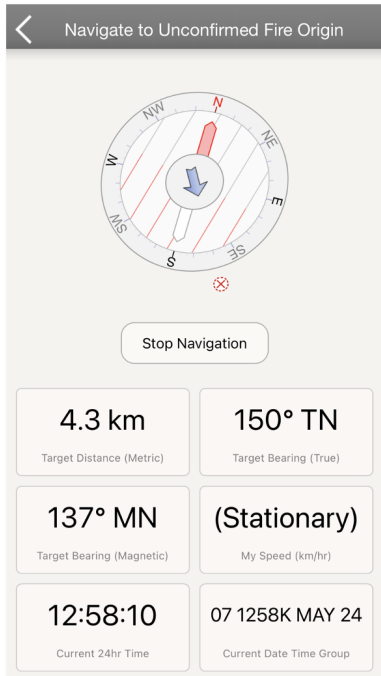 Navigate to Unconfirmed Fire Origin
N
NE
E
SE
S
SW
W
NW
Stop Navigation
4.3 km
Target Distance (Metric)
150° TN
Target Bearing (True)
137° MN
Target Bearing (Magnetic)
(Stationary)
My Speed (km/hr)
12:58:10
Current 24hr Time
07 1258K MAY 24
Current Date Time Group